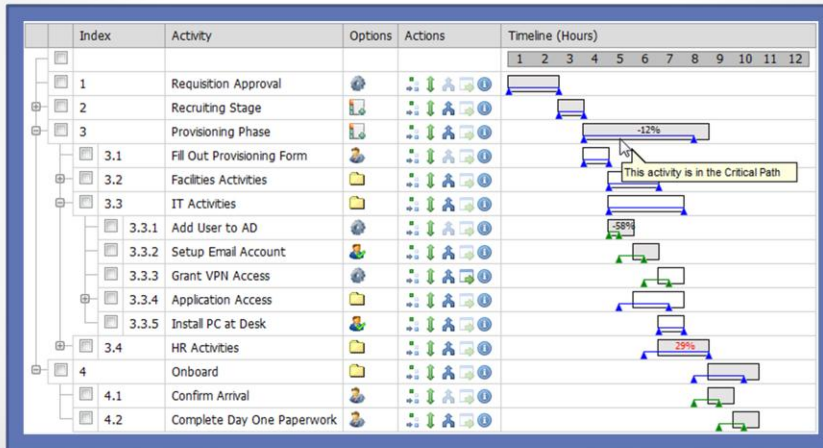 Index Activity Options Actions Timeline (Hours)
1 2 3 4 5 6 7 8 9 10 11 12
1 Requisition Approval
2 Recruiting Stage
3 Provisioning Phase -12%
3.1 Fill Out Provisioning Form
This activity is in the Critical Path
3.2 Facilities Activities
3.3 IT Activities
3.3.1 Add User to AD -58%
3.3.2 Setup Email Account
3.3.3 Grant VPN Access
3.3.4 Application Access
3.3.5 Install PC at Desk
3.4 HR Activities 29%
4 Onboard
4.1 Confirm Arrival
4.2 Complete Day One Paperwork